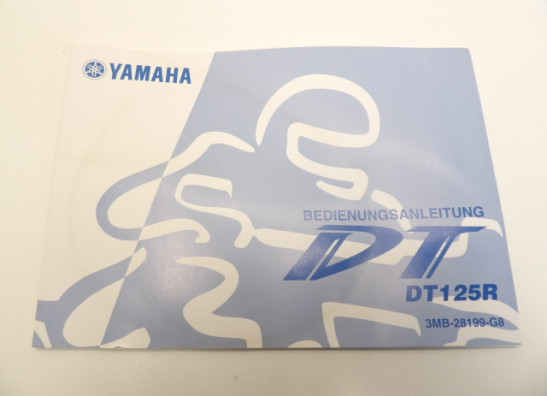 YAMAHA
BEDIENUNGSANLEITUNG
DT
DT125R
3MB-28199-G8